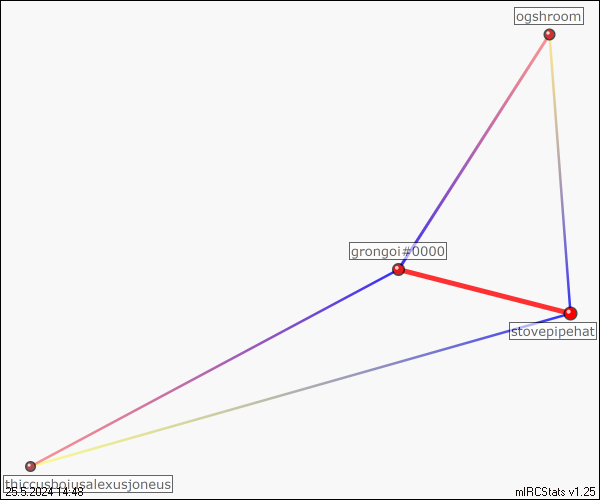 ogshroom
grongoi#0000
stovepipehat
thiccusboiusalexusjoneus
25.5.2024 14:48
mIRCStats v1.25